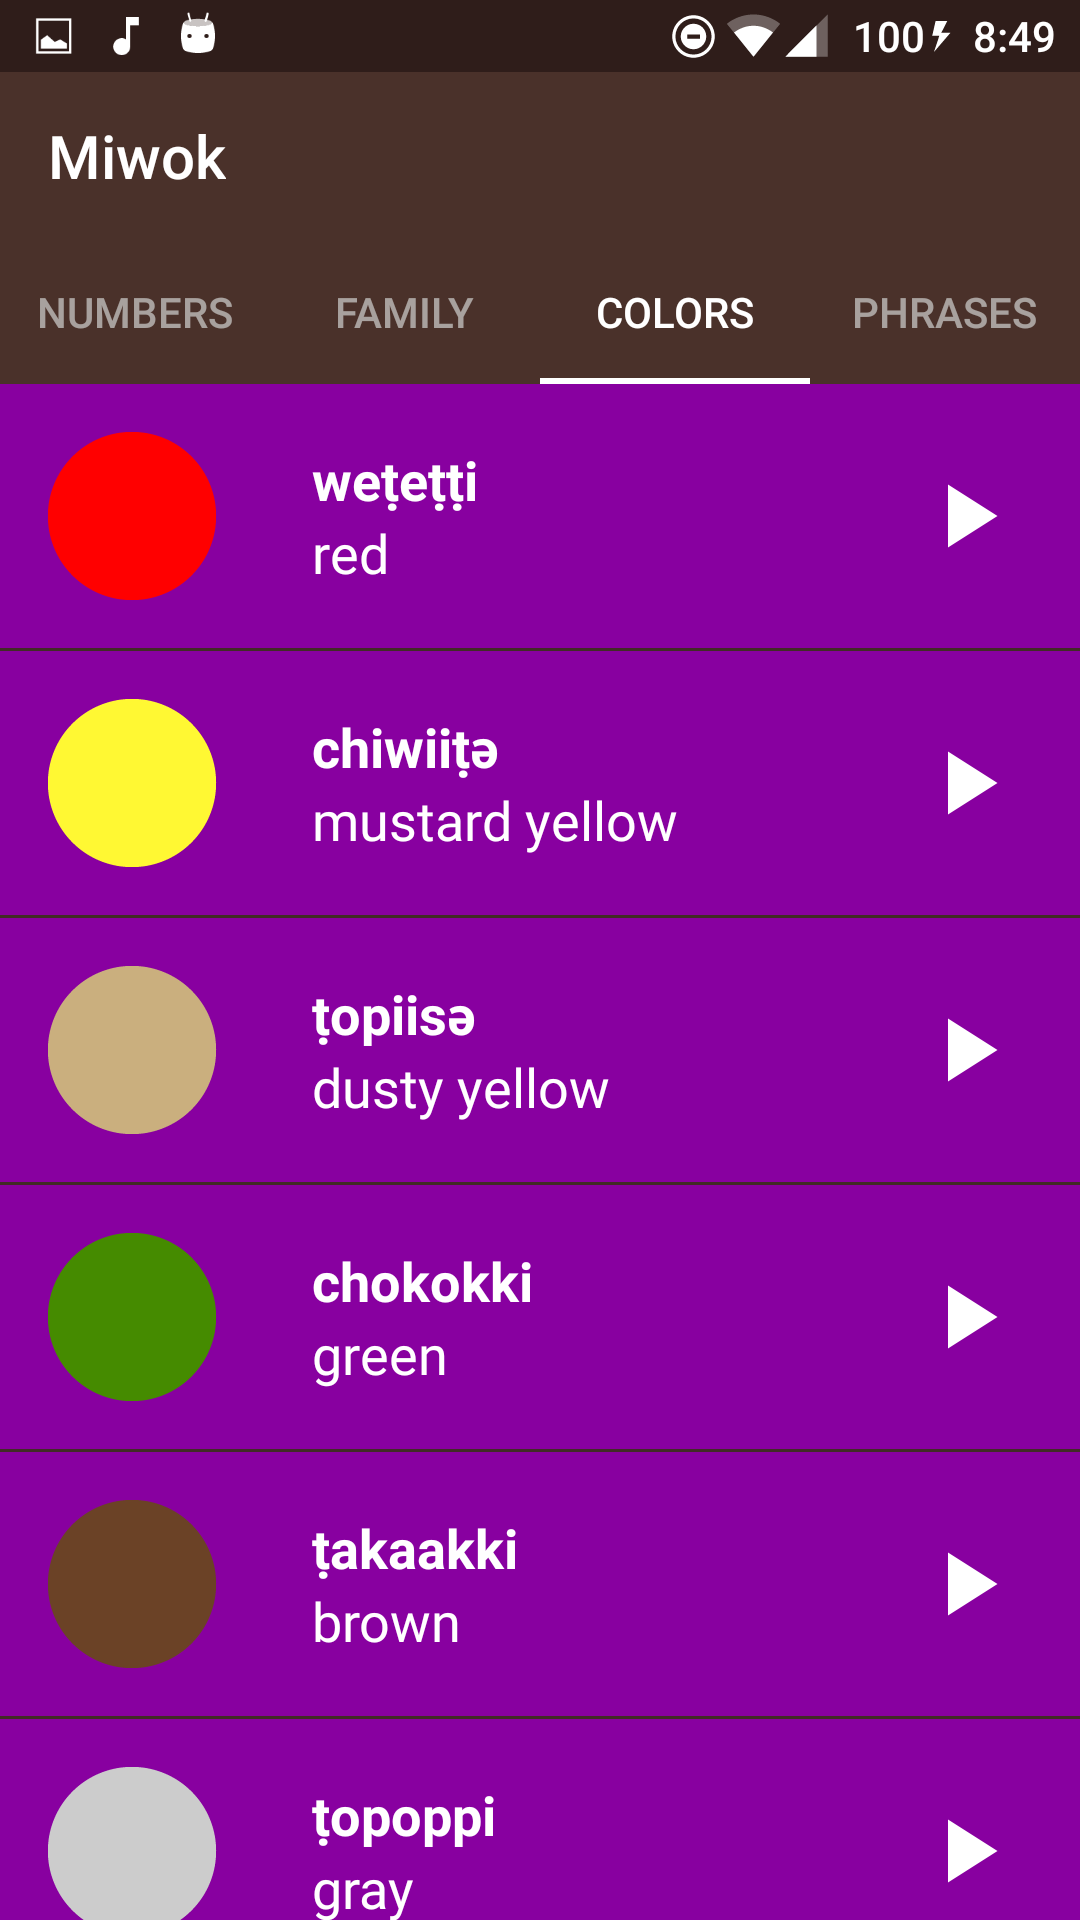 100 8:49
Miwok
NUMBERS FAMILY COLORS PHRASES
weṭeṭṭi
red
chiwiiṭə
mustard yellow
ṭopiisə
dusty yellow
chokokki
green
ṭakaakki
brown
ṭopoppi
gray